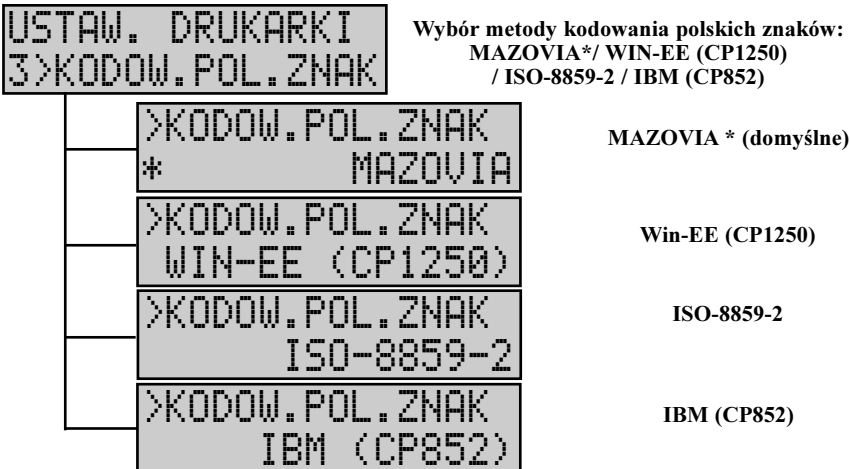 USTAW. DRUKARKI
3>KODOW.POL.ZNAK
Wybór metody kodowania polskich znaków:
MAZOVIA*/ WIN-EE (CP1250)
/ ISO-8859-2 / IBM (CP852)
>KODOW.POL.ZNAK
* MAZOVIA
MAZOVIA * (domyślne)
>KODOW.POL.ZNAK
WIN-EE (CP1250)
Win-EE (CP1250)
>KODOW.POL.ZNAK
ISO-8859-2
ISO-8859-2
>KODOW.POL.ZNAK
IBM (CP852)
IBM (CP852)